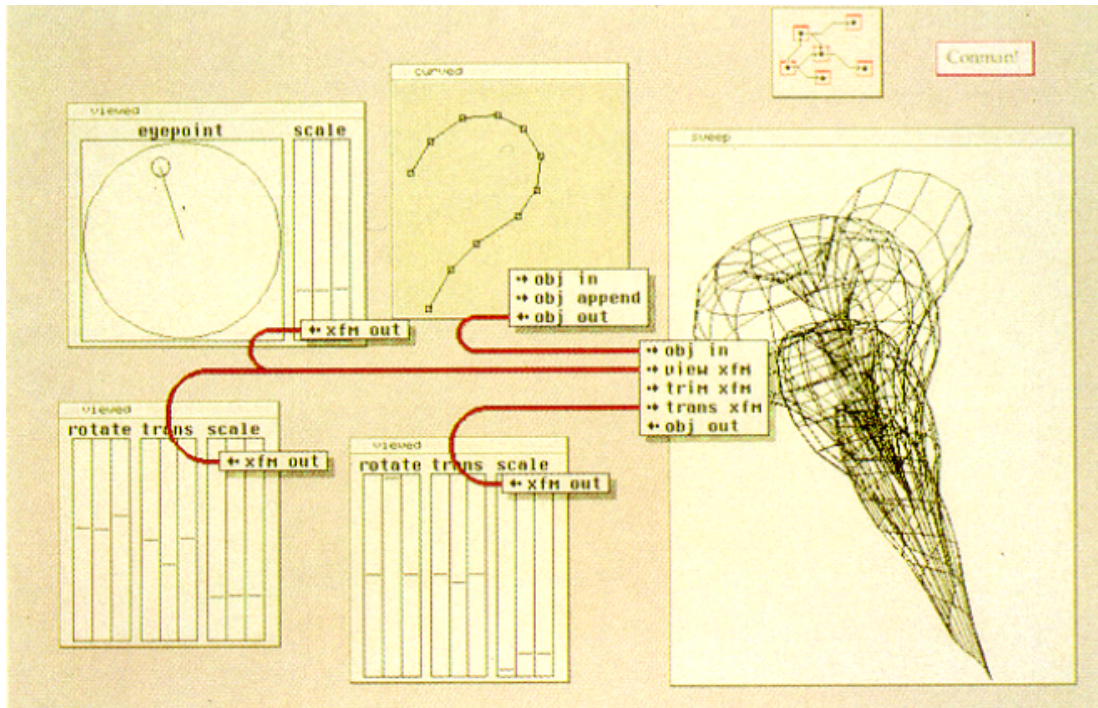 curved
Conman!
viewed
eyepoint scale
sweep
obj in
obj append
obj out
xfm out
obj in
view xfm
trim xfm
trans xfm
obj out
viewed
rotate trans scale
xfm out
viewed
rotate trans scale
xfm out